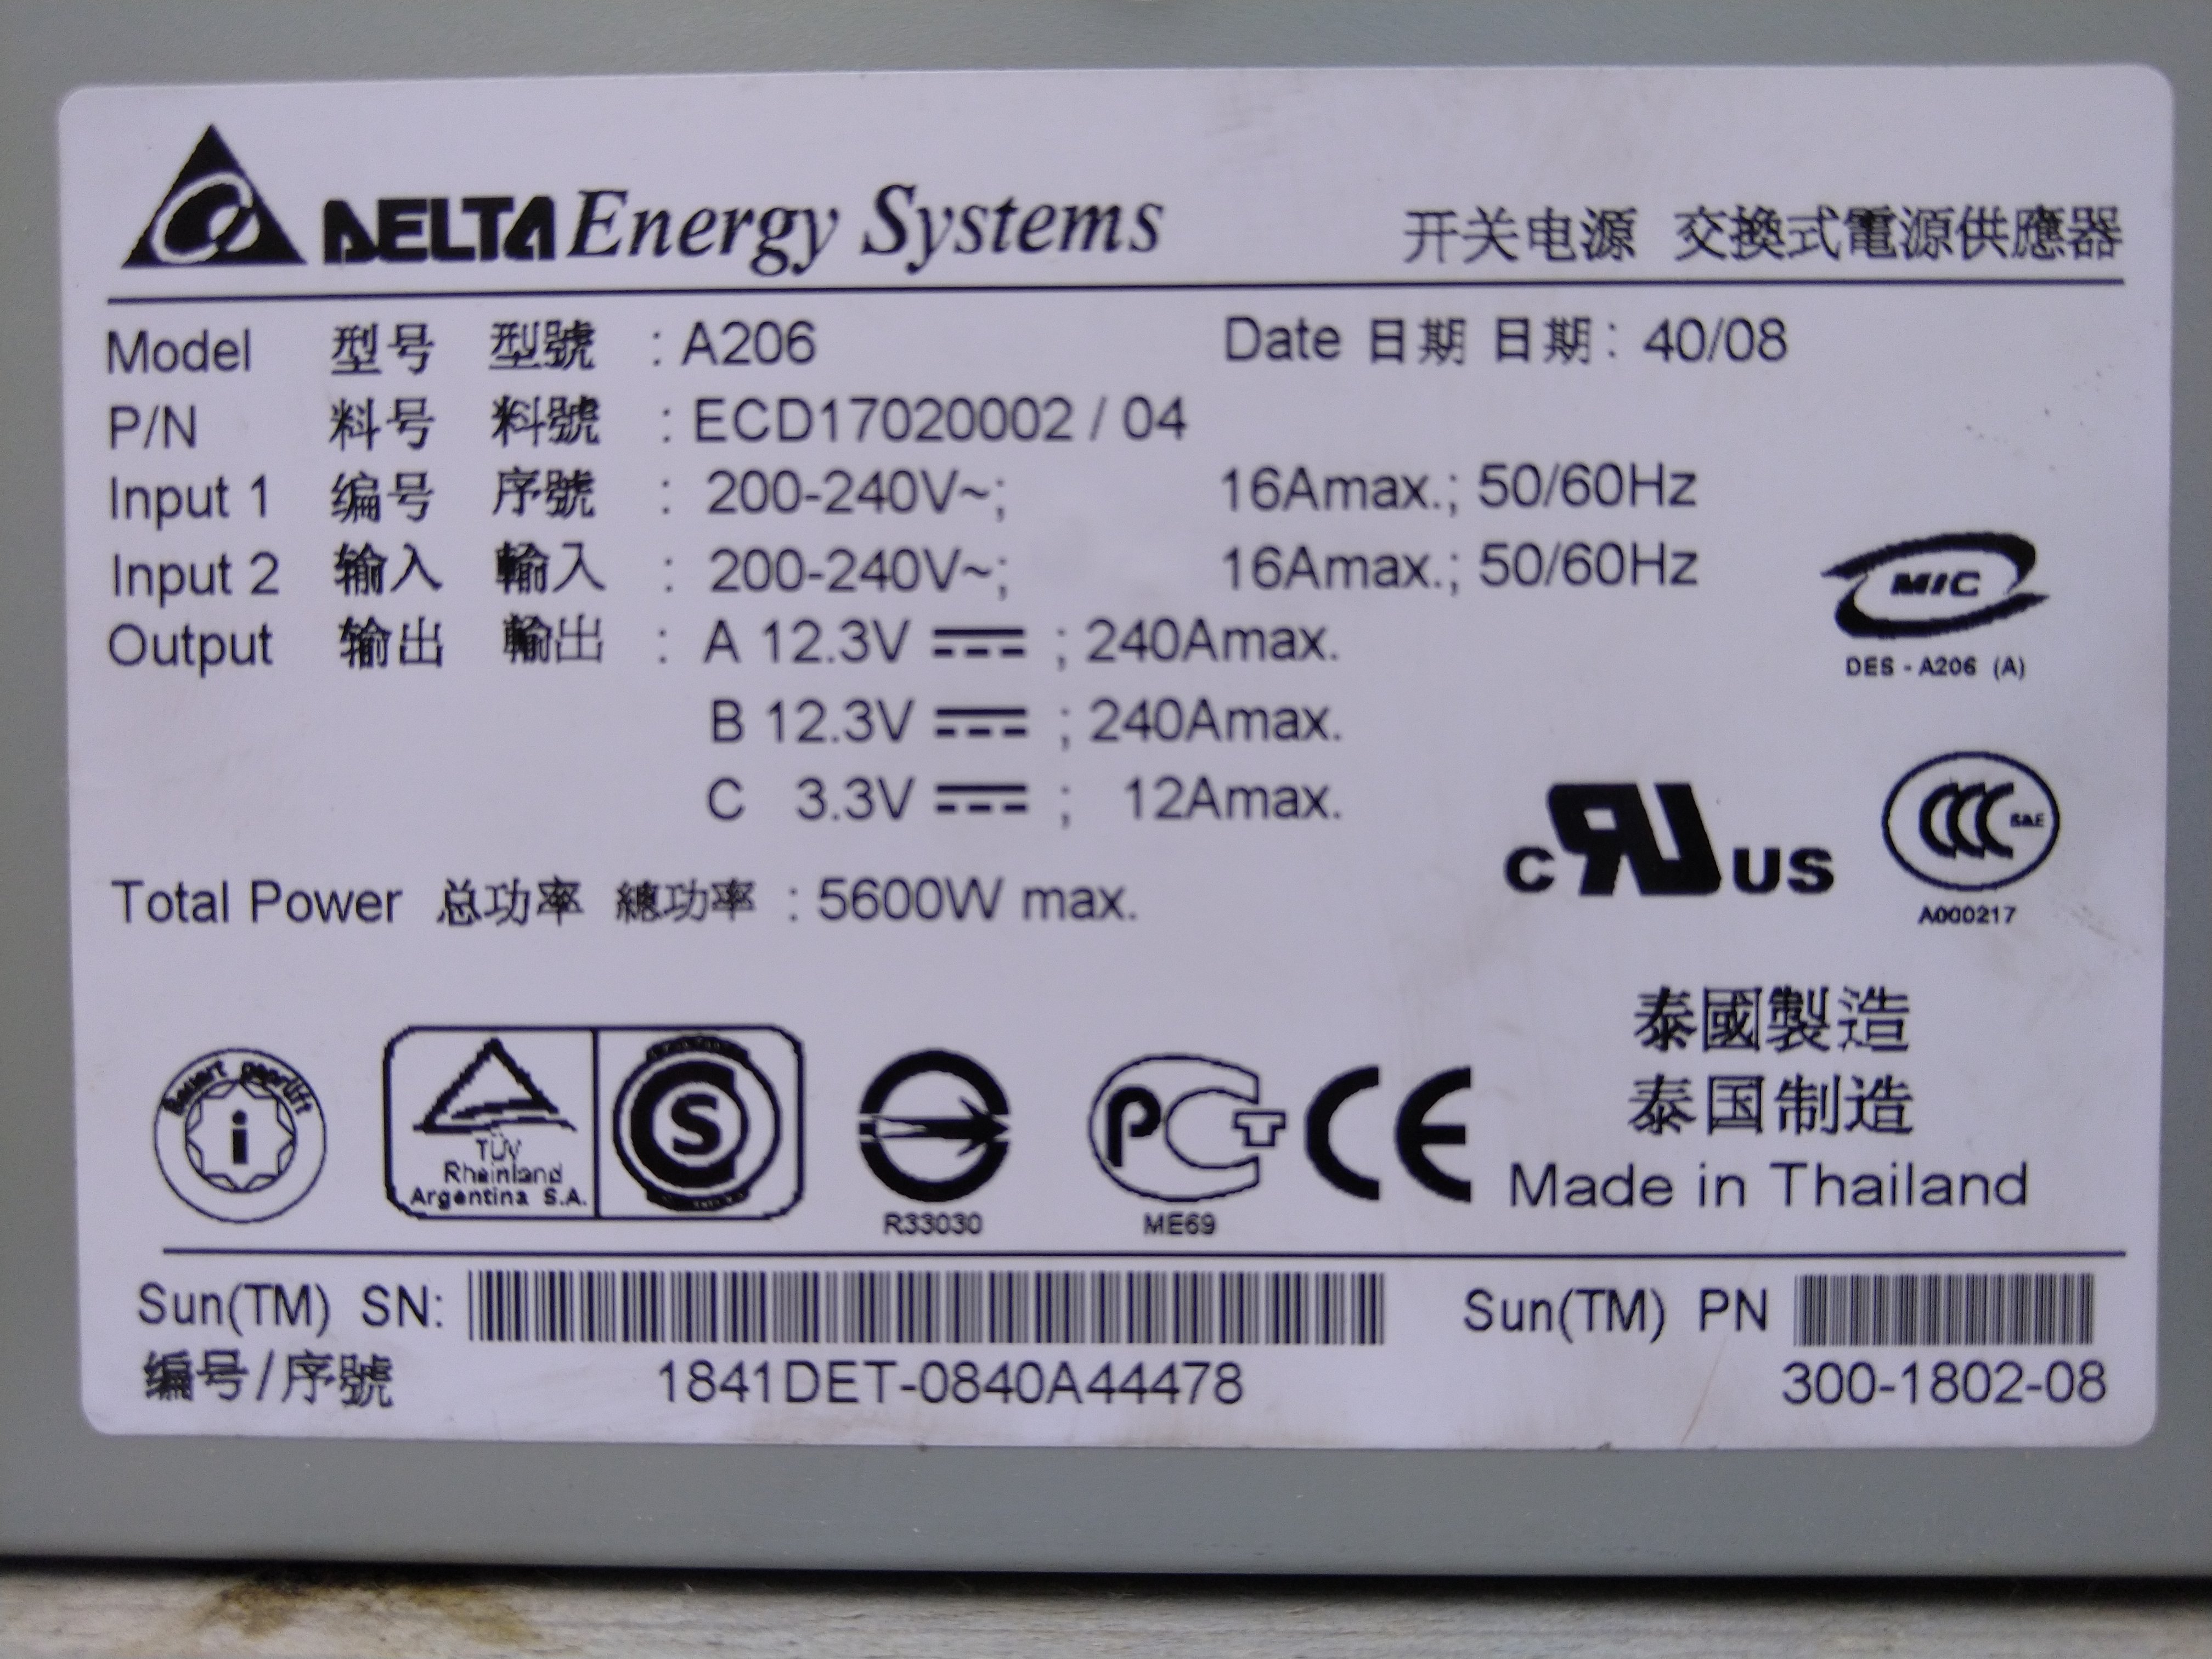 DELTA Energy Systems 开关电源 交換式電源供應器
Model 型号 型號 : A206 Date 日期 日期: 40/08
P/N 料号 料號 : ECD17020002 / 04
Input 1 编号 序號 : 200-240V~; 16Amax.; 50/60Hz
Input 2 输入 輸入 : 200-240V~; 16Amax.; 50/60Hz
Output 输出 輸出 : A 12.3V ; 240Amax.
B 12.3V ; 240Amax.
C 3.3V ; 12Amax.
MIC
DES - A206 (A)
Total Power 总功率 總功率 : 5600W max.
c RU US
CCC S&E
A000217
泰國製造
泰国制造
Made in Thailand
Bauart geprüft
i
TÜV
Rheinland
Argentina S.A.
S
R33030
PCT
ME69
CE
Sun(TM) SN:
编号/序號 1841DET-0840A44478
Sun(TM) PN
300-1802-08